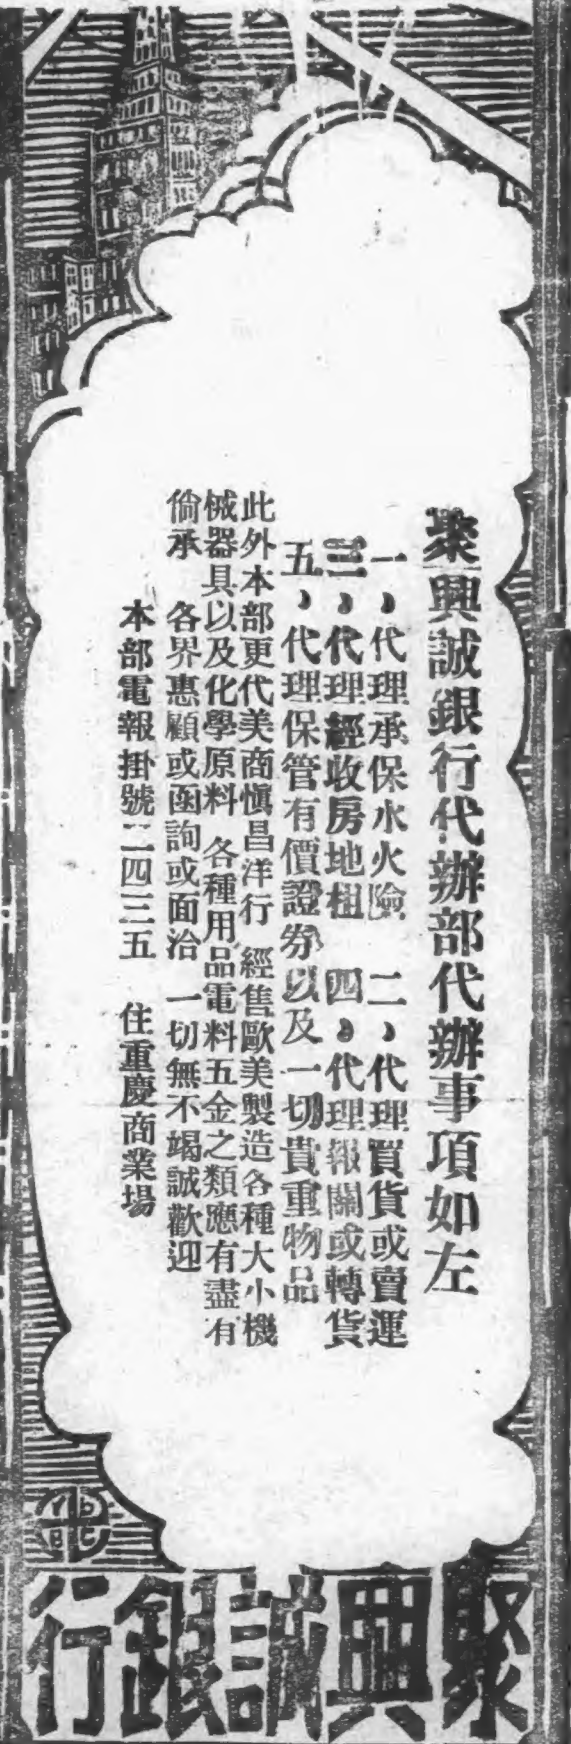 聚興誠銀行代辦部代辦事項如左
一、代理承保水火險　二、代理買貨或賣運
三、代理經收房地租　四、代理報關或轉貨
五、代理保管有價證券以及一切貴重物品
此外本部更代美商愼昌洋行　經售歐美製造各種大小機
械器具以及化學原料　各種用品電料五金之類應有盡有
倘承　各界惠顧或函詢或面洽　一切無不竭誠歡迎
本部電報掛號二四三五　住重慶商業場
聚興誠銀行